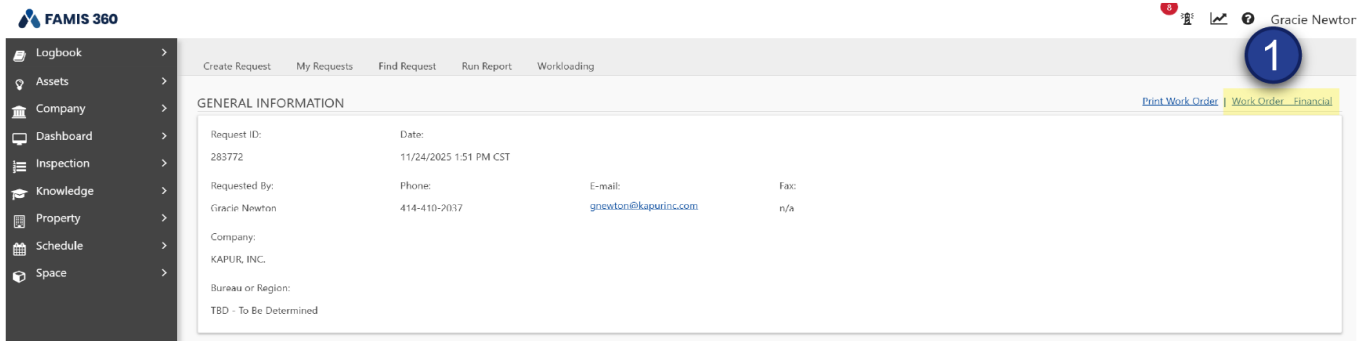 FAMIS 360
8
Gracie Newton
1
Logbook
Assets
Company
Dashboard
Inspection
Knowledge
Property
Schedule
Space
Create Request My Requests Find Request Run Report Workloading
GENERAL INFORMATION
Print Work Order | Work Order - Financial
Request ID: Date:
283772 11/24/2025 1:51 PM CST
Requested By: Phone: E-mail: Fax:
Gracie Newton 414-410-2037 gnewton@kapurinc.com n/a
Company:
KAPUR, INC.
Bureau or Region:
TBD - To Be Determined